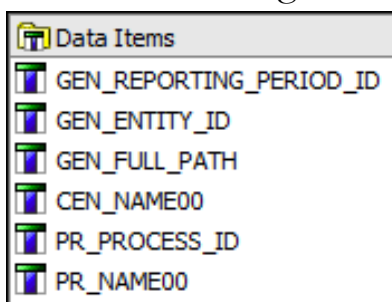 Data Items
GEN_REPORTING_PERIOD_ID
GEN_ENTITY_ID
GEN_FULL_PATH
CEN_NAME00
PR_PROCESS_ID
PR_NAME00